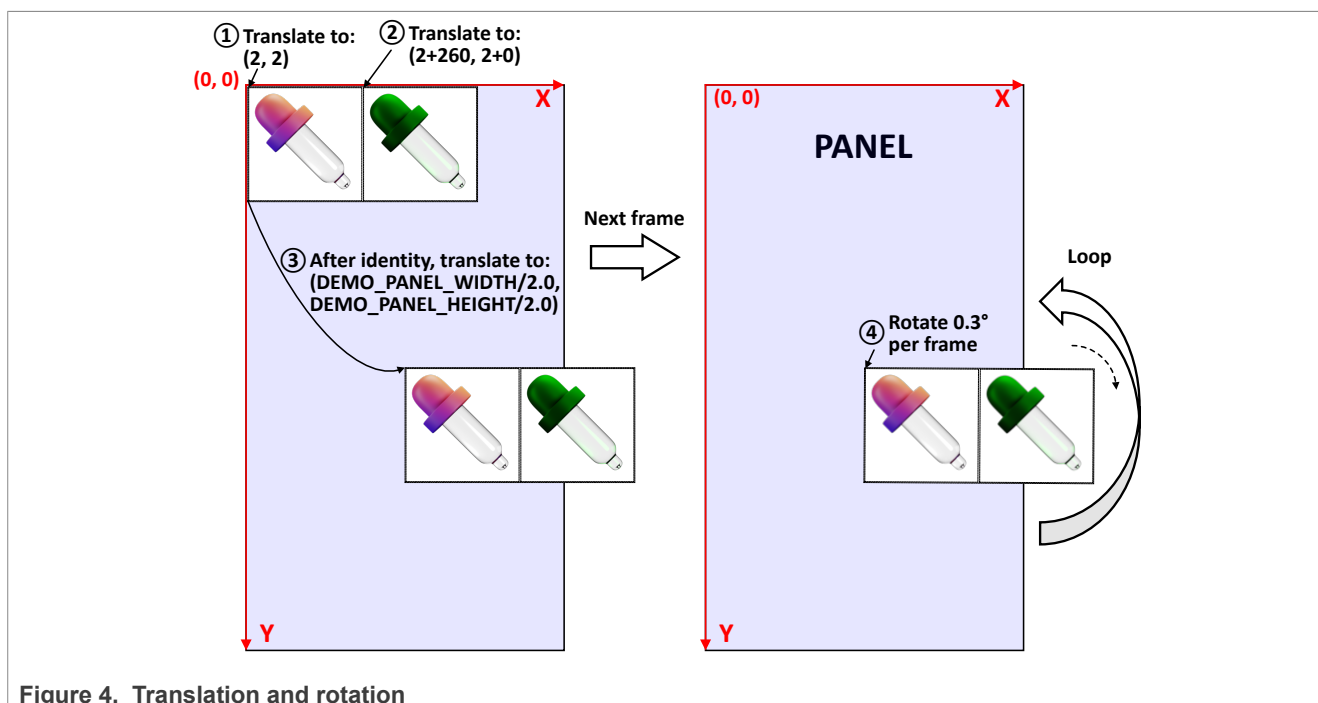 ① Translate to:
(2, 2)
② Translate to:
(2+260, 2+0)
(0, 0)
X
③ After identity, translate to:
(DEMO_PANEL_WIDTH/2.0,
DEMO_PANEL_HEIGHT/2.0)
Y
Next frame
(0, 0)
X
PANEL
Loop
④ Rotate 0.3°
per frame
Y
Figure 4. Translation and rotation